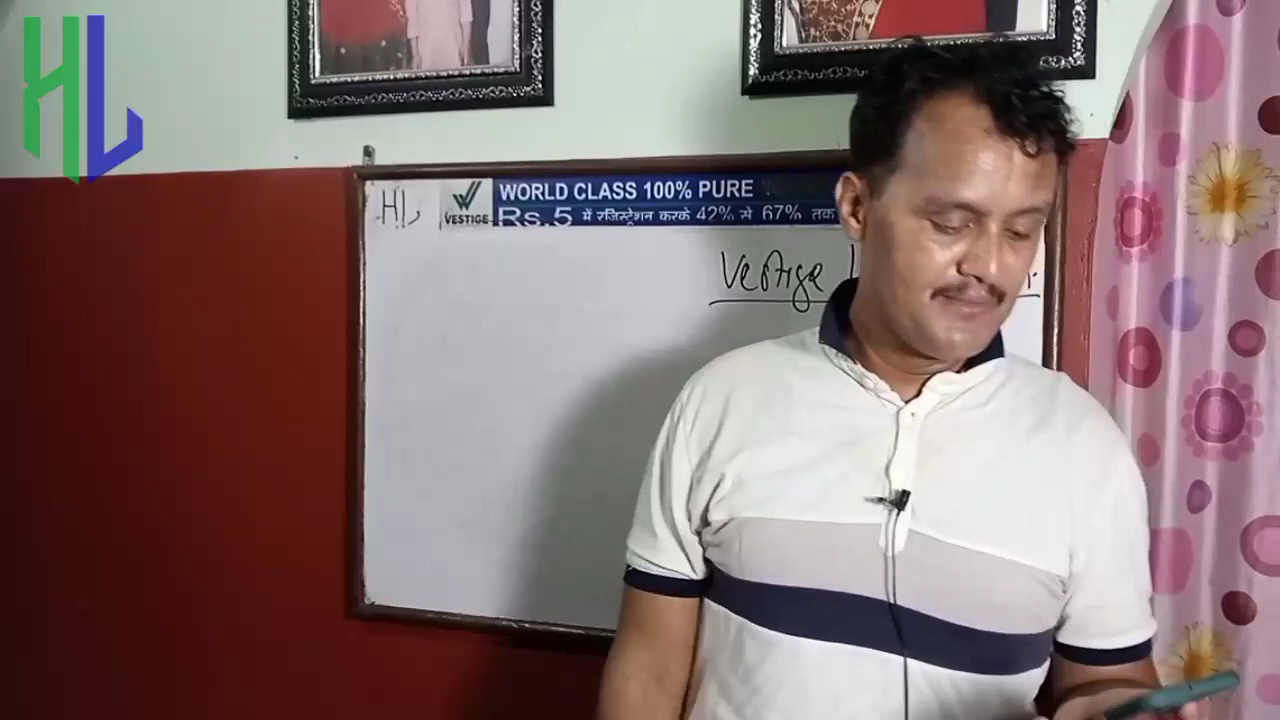 HL
HL
VESTIGE
WORLD CLASS 100% PURE
Rs.5 में रजिस्ट्रेशन करके 42% से 67% तक
Vestige